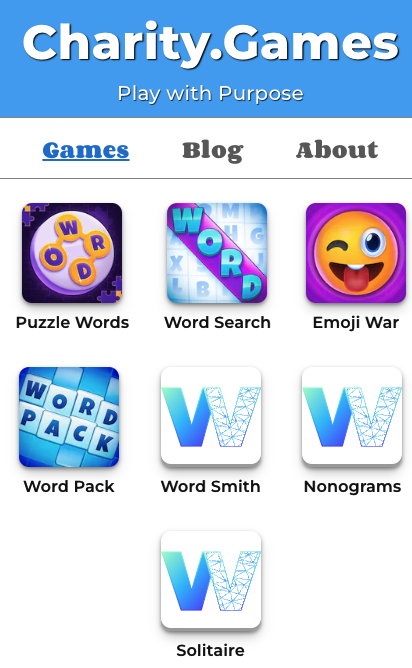 Charity.Games
Play with Purpose
Games Blog About
W
O R
D
WORD
Puzzle Words Word Search Emoji War
WORD
PACK
W W
Word Pack Word Smith Nonograms
W
Solitaire